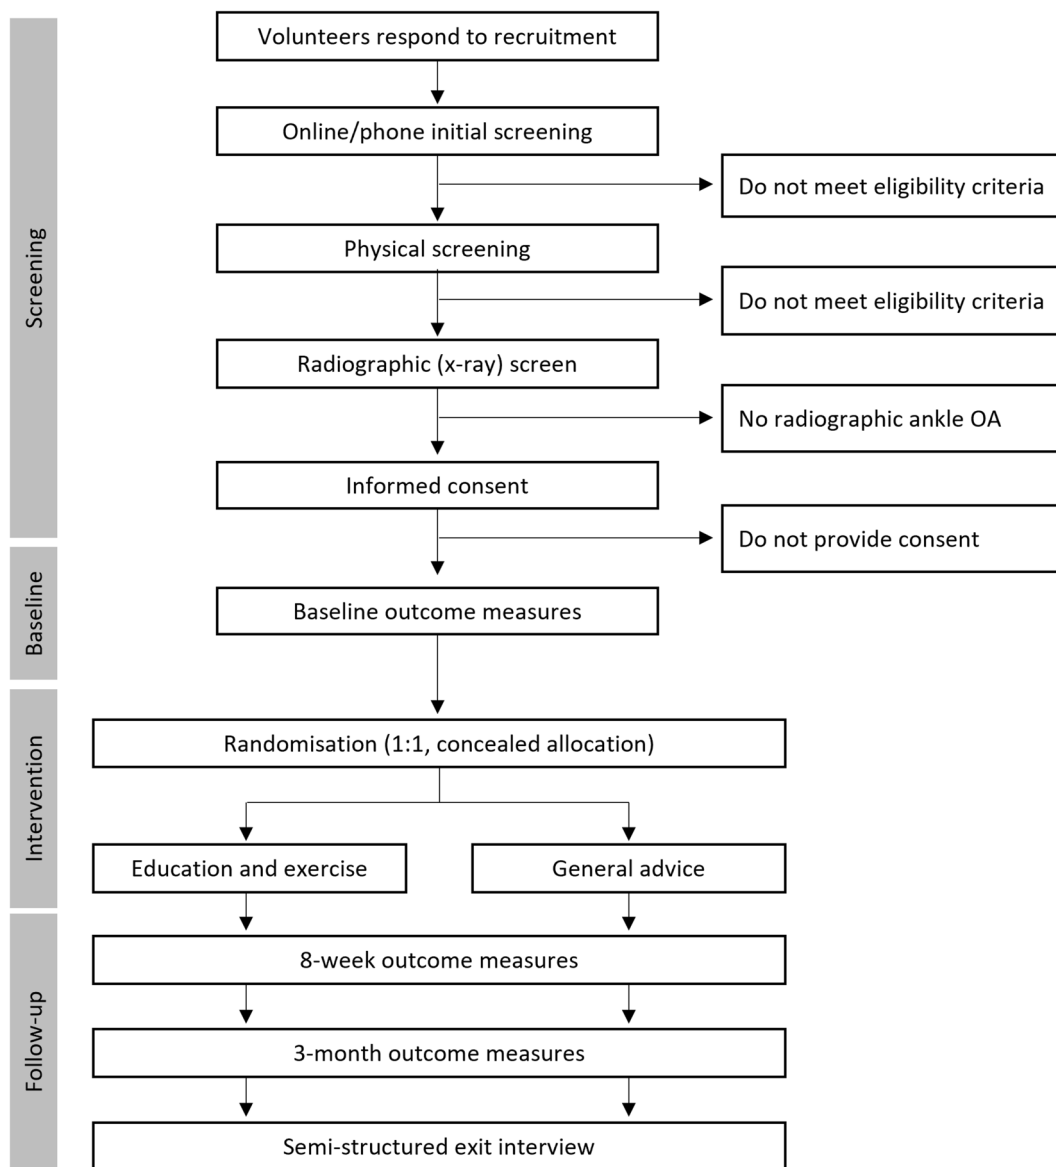 Screening
Volunteers respond to recruitment
Online/phone initial screening
Do not meet eligibility criteria
Physical screening
Do not meet eligibility criteria
Radiographic (x-ray) screen
No radiographic ankle OA
Informed consent
Do not provide consent
Baseline
Baseline outcome measures
Intervention
Randomisation (1:1, concealed allocation)
Education and exercise
General advice
Follow-up
8-week outcome measures
3-month outcome measures
Semi-structured exit interview